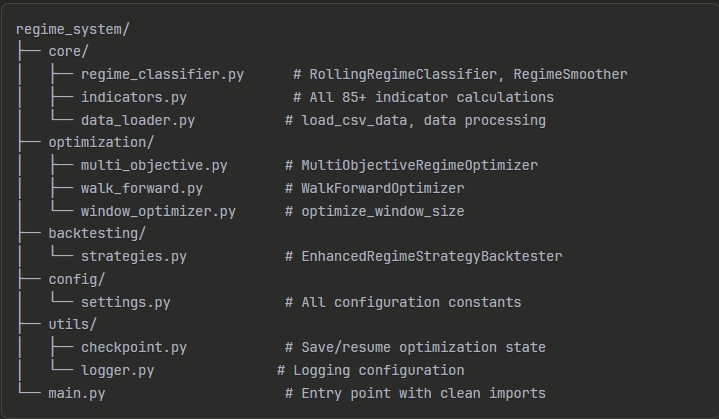 regime_system/
├── core/
│   ├── regime_classifier.py      # RollingRegimeClassifier, RegimeSmoother
│   ├── indicators.py             # All 85+ indicator calculations
│   └── data_loader.py           # load_csv_data, data processing
├── optimization/
│   ├── multi_objective.py       # MultiObjectiveRegimeOptimizer
│   ├── walk_forward.py          # WalkForwardOptimizer
│   └── window_optimizer.py      # optimize_window_size
├── backtesting/
│   └── strategies.py            # EnhancedRegimeStrategyBacktester
├── config/
│   └── settings.py              # All configuration constants
├── utils/
│   ├── checkpoint.py            # Save/resume optimization state
│   └── logger.py               # Logging configuration
└── main.py                      # Entry point with clean imports